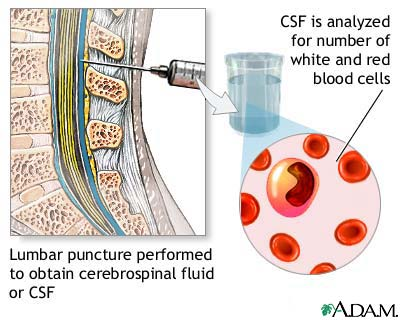 CSF is analyzed
for number of
white and red
blood cells
Lumbar puncture performed
to obtain cerebrospinal fluid
or CSF
ADAM.